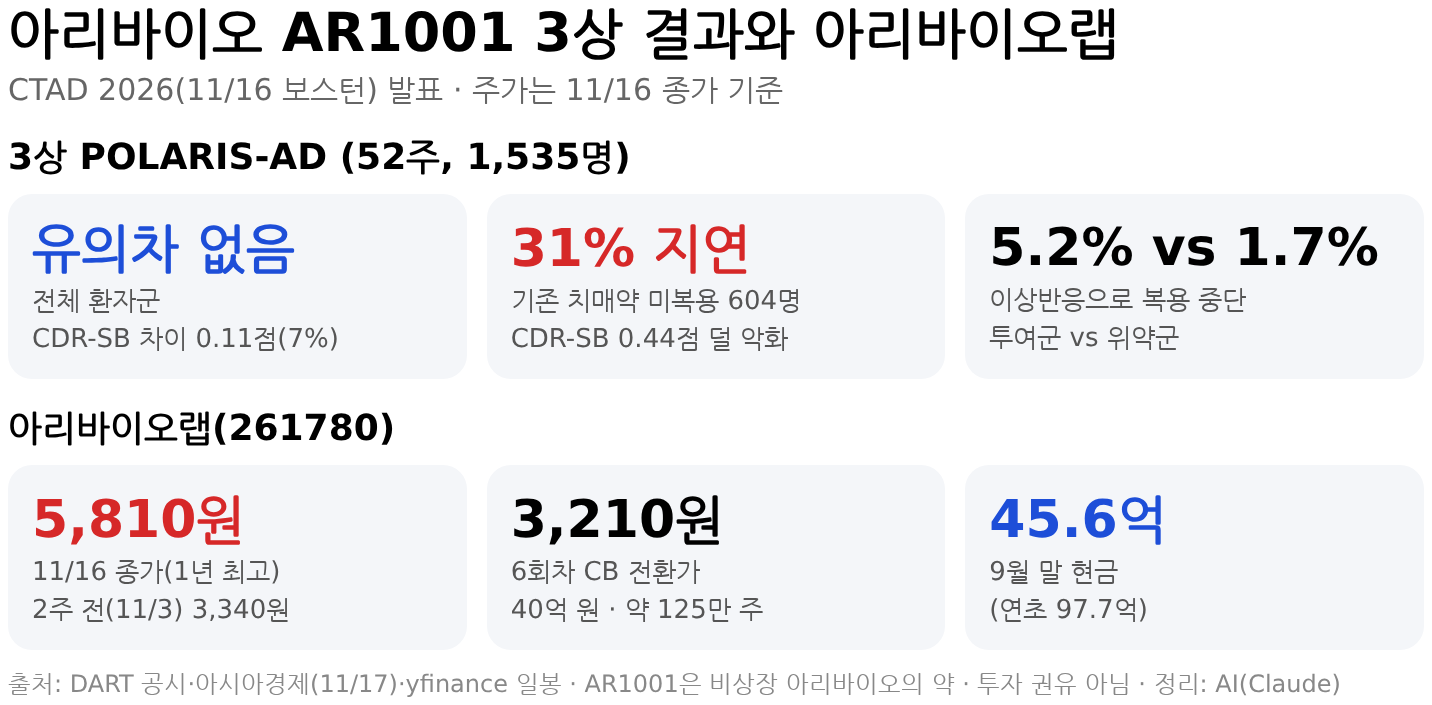 아리바이오 AR1001 3상 결과와 아리바이오랩
CTAD 2026(11/16 보스턴) 발표 · 주가는 11/16 종가 기준
3상 POLARIS-AD (52주, 1,535명)
유의차 없음
전체 환자군
CDR-SB 차이 0.11점(7%)
31% 지연
기존 치매약 미복용 604명
CDR-SB 0.44점 덜 악화
5.2% vs 1.7%
이상반응으로 복용 중단
투여군 vs 위약군
아리바이오랩(261780)
5,810원
11/16 종가(1년 최고)
2주 전(11/3) 3,340원
3,210원
6회차 CB 전환가
40억 원 · 약 125만 주
45.6억
9월 말 현금
(연초 97.7억)
출처: DART 공시·아시아경제(11/17)·yfinance 일봉 · AR1001은 비상장 아리바이오의 약 · 투자 권유 아님 · 정리: AI(Claude)